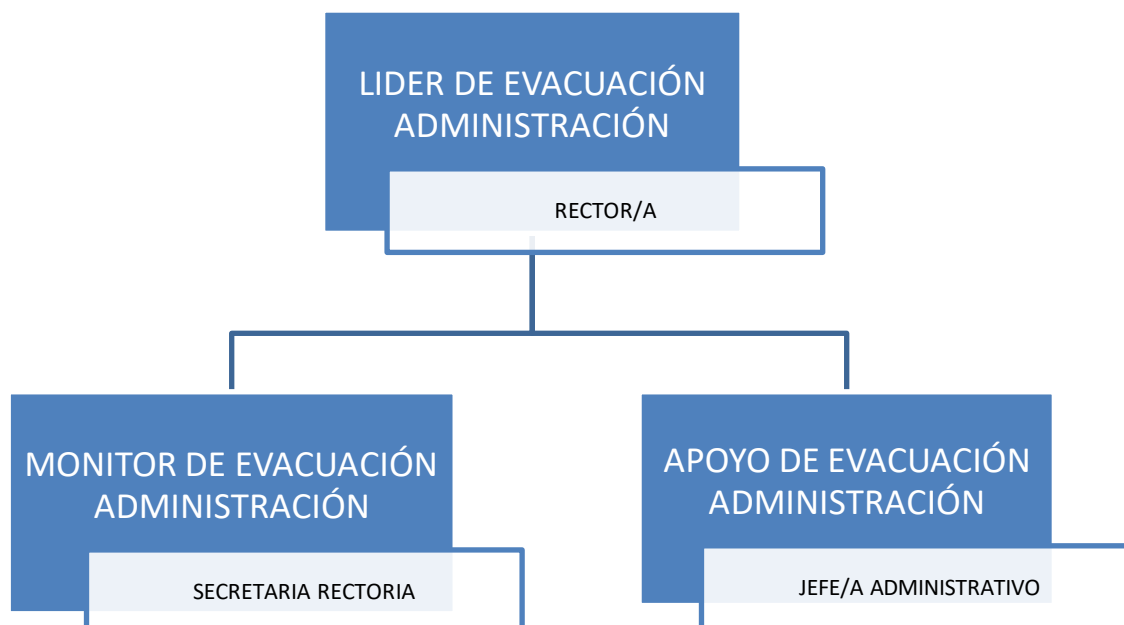 LIDER DE EVACUACIÓN
ADMINISTRACIÓN
RECTOR/A
MONITOR DE EVACUACIÓN
ADMINISTRACIÓN
SECRETARIA RECTORIA
APOYO DE EVACUACIÓN
ADMINISTRACIÓN
JEFE/A ADMINISTRATIVO